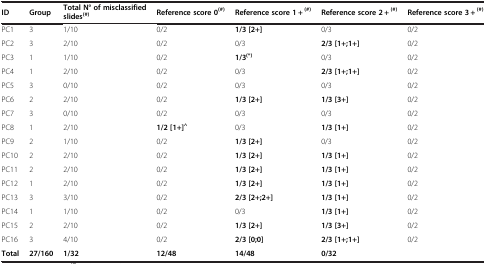 ID Group Total N° of misclassified slides(#) Reference score 0(#) Reference score 1 + (#) Reference score 2 + (#) Reference score 3 + (#)
PC1 3 1/10 0/2 1/3 [2+] 0/3 0/2
PC2 3 2/10 0/2 0/3 2/3 [1+;1+] 0/2
PC3 1 1/10 0/2 1/3(*) 0/3 0/2
PC4 1 2/10 0/2 0/3 2/3 [1+;1+] 0/2
PC5 3 0/10 0/2 0/3 0/3 0/2
PC6 2 2/10 0/2 1/3 [2+] 1/3 [3+] 0/2
PC7 3 0/10 0/2 0/3 0/3 0/2
PC8 1 2/10 1/2 [1+]^ 0/3 1/3 [1+] 0/2
PC9 2 1/10 0/2 1/3 [2+] 0/3 0/2
PC10 2 2/10 0/2 1/3 [2+] 1/3 [1+] 0/2
PC11 2 2/10 0/2 1/3 [2+] 1/3 [1+] 0/2
PC12 1 2/10 0/2 1/3 [2+] 1/3 [1+] 0/2
PC13 3 3/10 0/2 2/3 [2+;2+] 1/3 [1+] 0/2
PC14 1 1/10 0/2 0/3 1/3 [1+] 0/2
PC15 2 2/10 0/2 1/3 [2+] 1/3 [3+] 0/2
PC16 3 4/10 0/2 2/3 [0;0] 2/3 [1+;1+] 0/2
Total 27/160 1/32 12/48 14/48 0/32